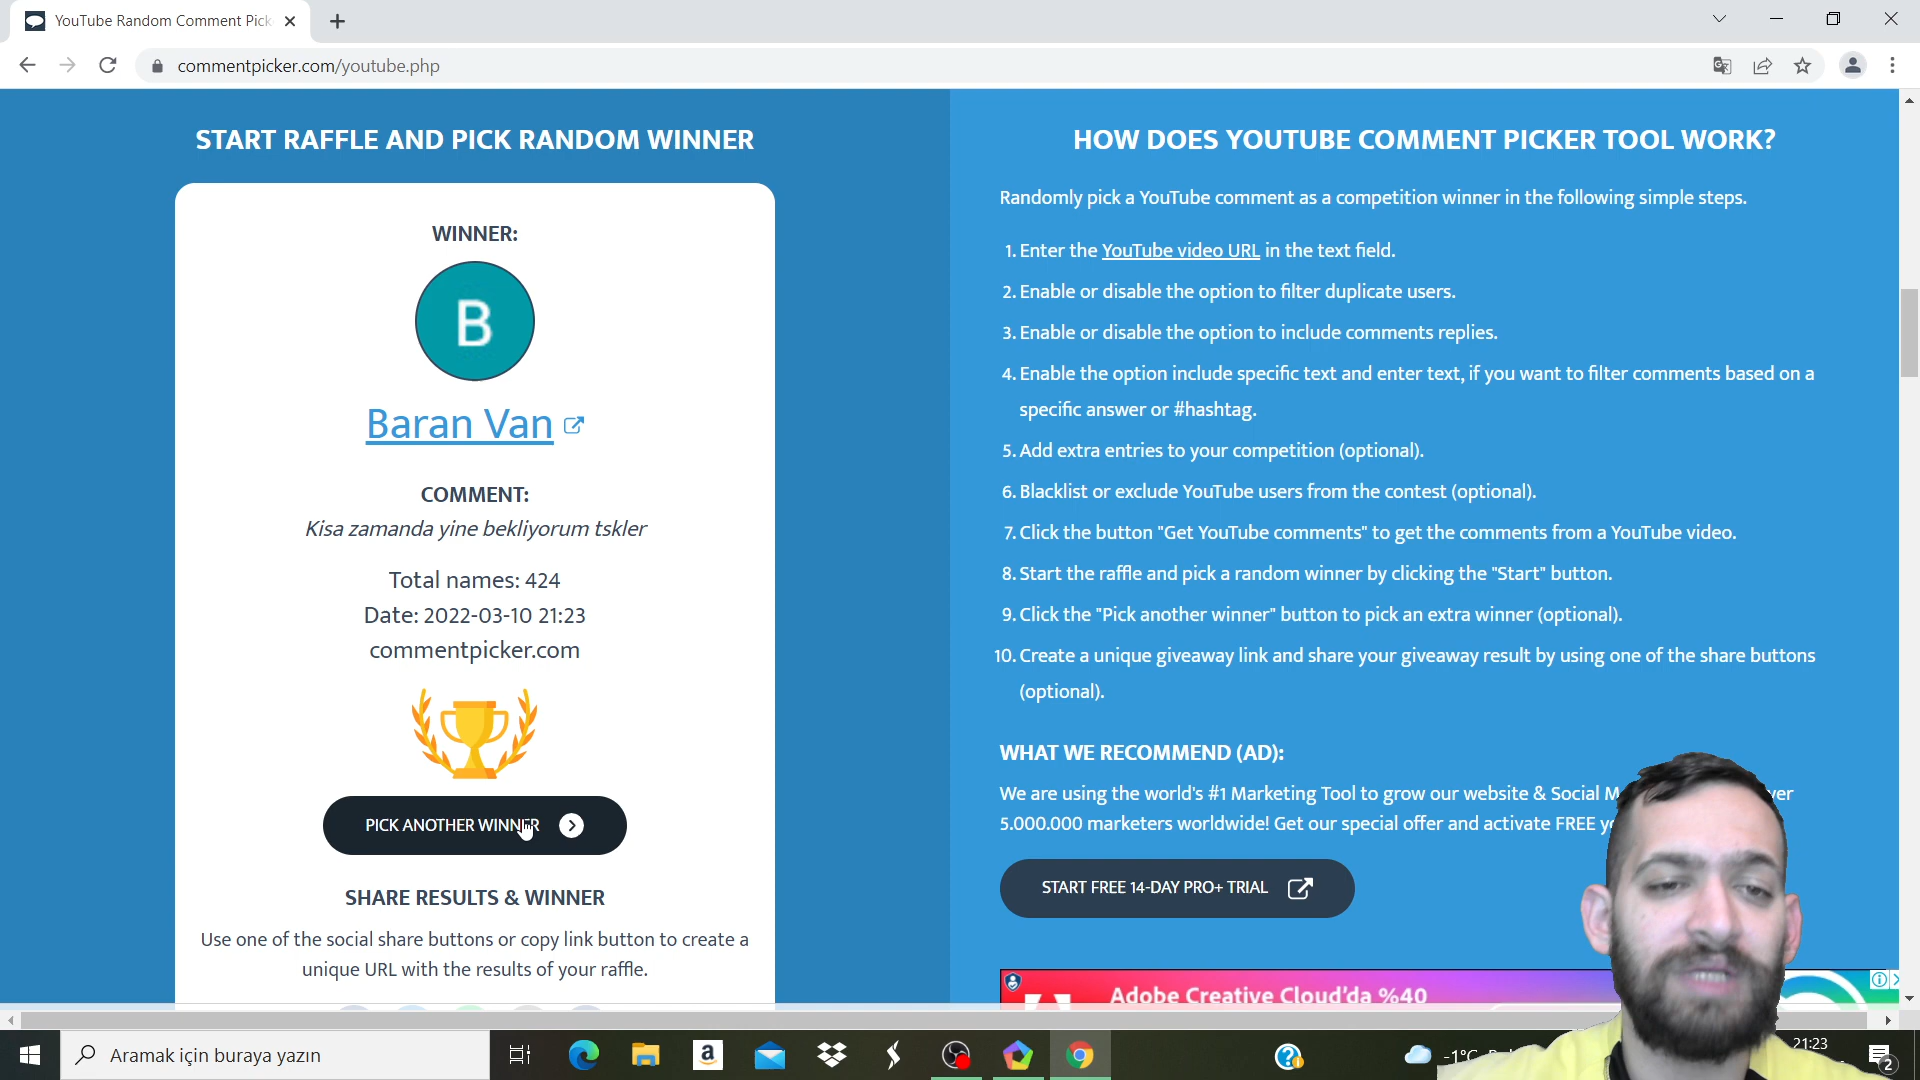 YouTube Random Comment Pick
commentpicker.com/youtube.php
START RAFFLE AND PICK RANDOM WINNER
WINNER:
B
Baran Van
COMMENT:
Kisa zamanda yine bekliyorum tskler
Total names: 424
Date: 2022-03-10 21:23
commentpicker.com
PICK ANOTHER WINNER
SHARE RESULTS & WINNER
Use one of the social share buttons or copy link button to create a
unique URL with the results of your raffle.
HOW DOES YOUTUBE COMMENT PICKER TOOL WORK?
Randomly pick a YouTube comment as a competition winner in the following simple steps.
1. Enter the YouTube video URL in the text field.
2. Enable or disable the option to filter duplicate users.
3. Enable or disable the option to include comments replies.
4. Enable the option include specific text and enter text, if you want to filter comments based on a
specific answer or #hashtag.
5. Add extra entries to your competition (optional).
6. Blacklist or exclude YouTube users from the contest (optional).
7. Click the button "Get YouTube comments" to get the comments from a YouTube video.
8. Start the raffle and pick a random winner by clicking the "Start" button.
9. Click the "Pick another winner" button to pick an extra winner (optional).
10. Create a unique giveaway link and share your giveaway result by using one of the share buttons
(optional).
WHAT WE RECOMMEND (AD):
We are using the world's #1 Marketing Tool to grow our website & Social
5.000.000 marketers worldwide! Get our special offer and activate FREE
START FREE 14-DAY PRO+ TRIAL
Adobe Creative Cloud'da %40
Aramak için buraya yazın
-1°C
21:23
2